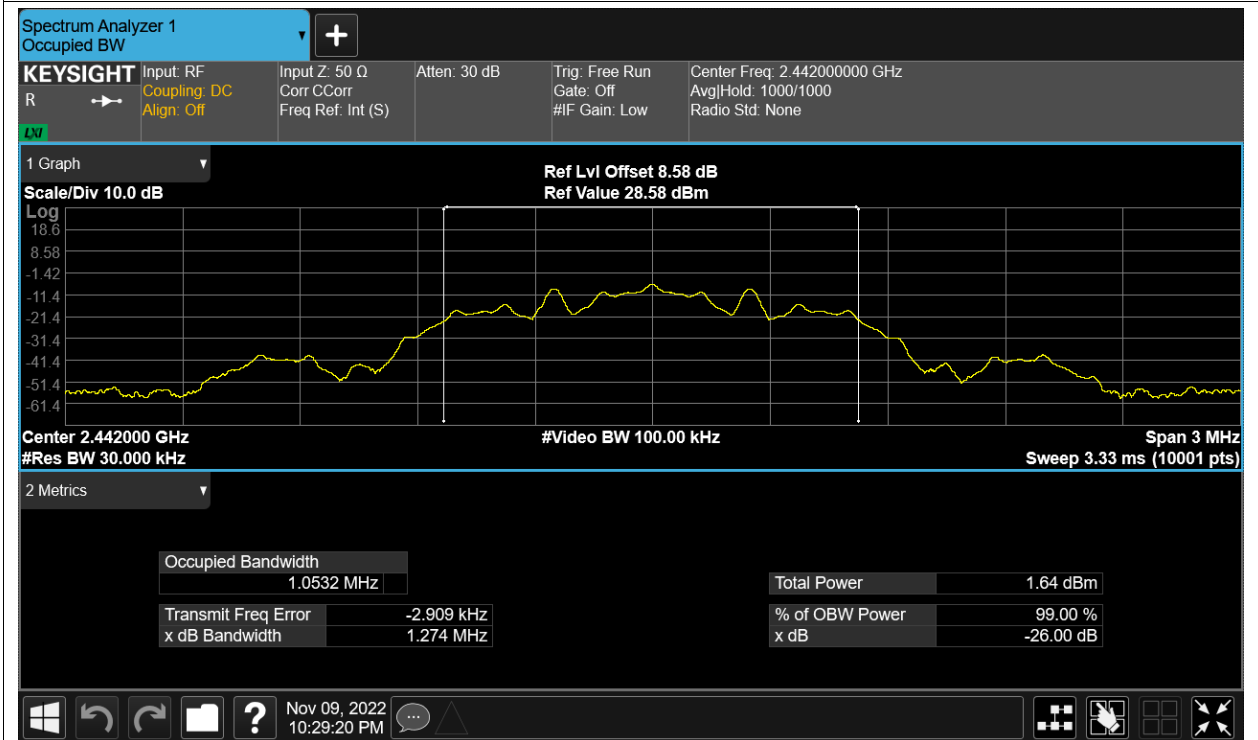 Spectrum Analyzer 1
Occupied BW
KEYSIGHT
R
LXI
Input: RF
Coupling: DC
Align: Off
Input Z: 50 Ω
Corr CCorr
Freq Ref: Int (S)
Atten: 30 dB
Trig: Free Run
Gate: Off
#IF Gain: Low
Center Freq: 2.442000000 GHz
Avg|Hold: 1000/1000
Radio Std: None
1 Graph
Scale/Div 10.0 dB
Ref Lvl Offset 8.58 dB
Ref Value 28.58 dBm
Log
18.6
8.58
-1.42
-11.4
-21.4
-31.4
-41.4
-51.4
-61.4
Center 2.442000 GHz
#Video BW 100.00 kHz
Span 3 MHz
#Res BW 30.000 kHz
Sweep 3.33 ms (10001 pts)
2 Metrics
Occupied Bandwidth
1.0532 MHz
Total Power 1.64 dBm
Transmit Freq Error -2.909 kHz
% of OBW Power 99.00 %
x dB Bandwidth 1.274 MHz
x dB -26.00 dB
?
Nov 09, 2022
10:29:20 PM